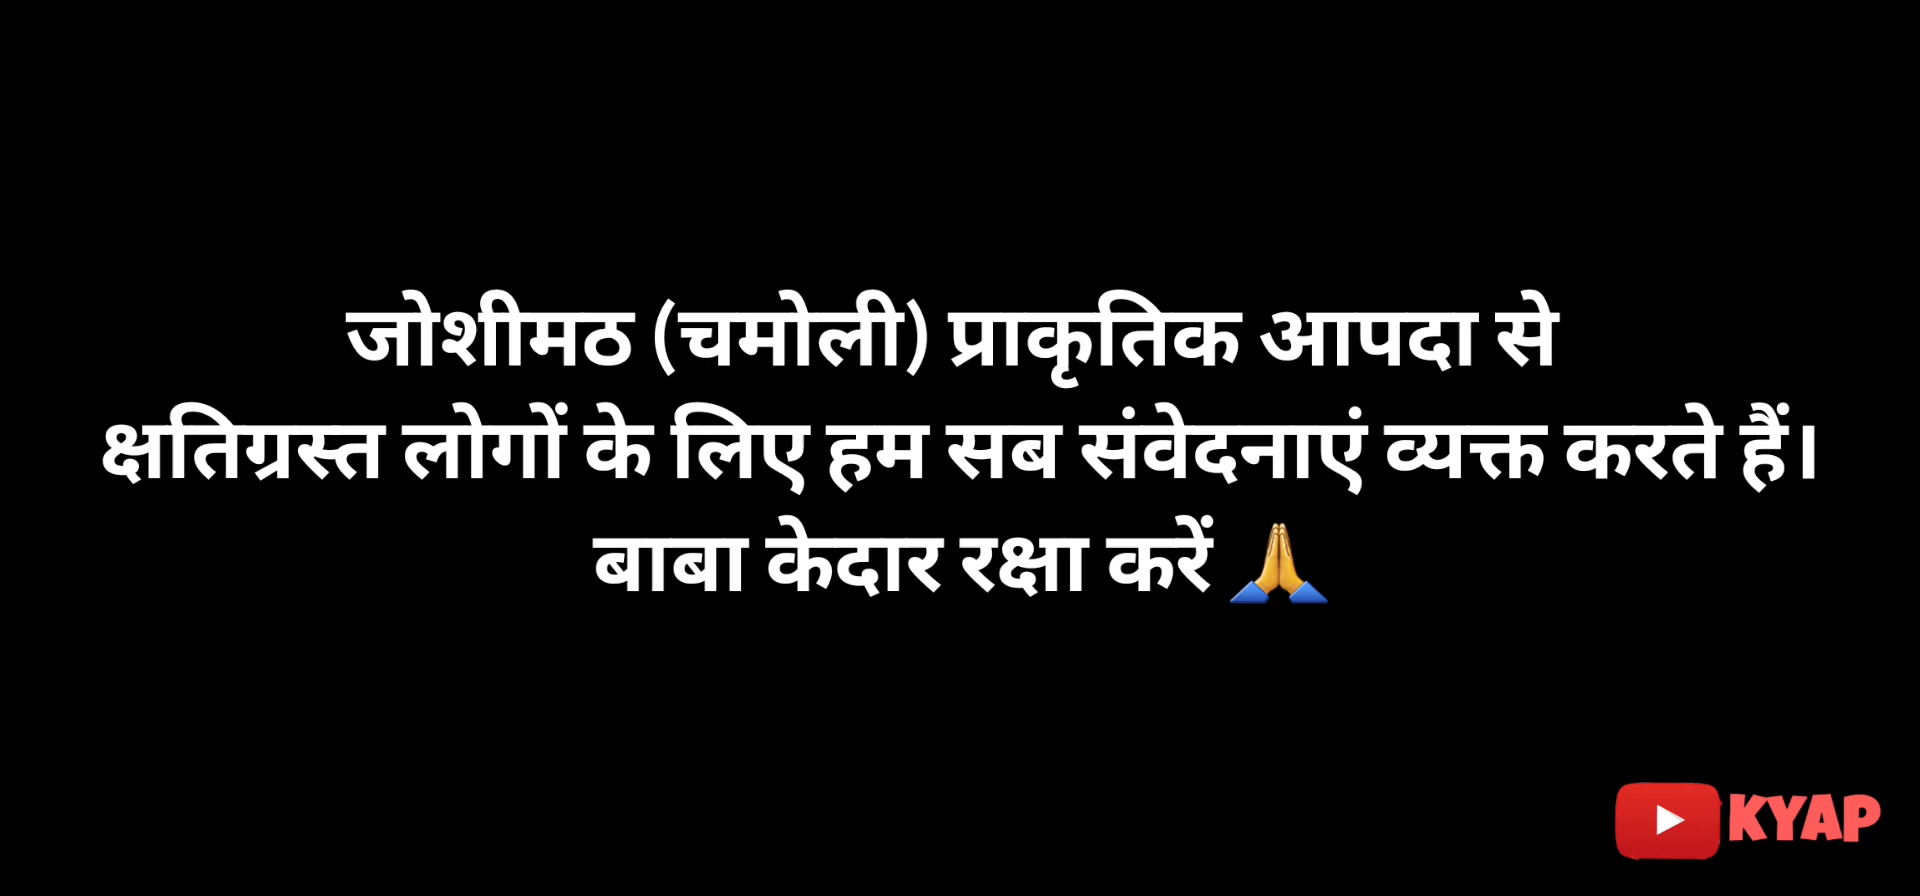 जोशीमठ (चमोली) प्राकृतिक आपदा से
क्षतिग्रस्त लोगों के लिए हम सब संवेदनाएं व्यक्त करते हैं।
बाबा केदार रक्षा करें 🙏
KYAP